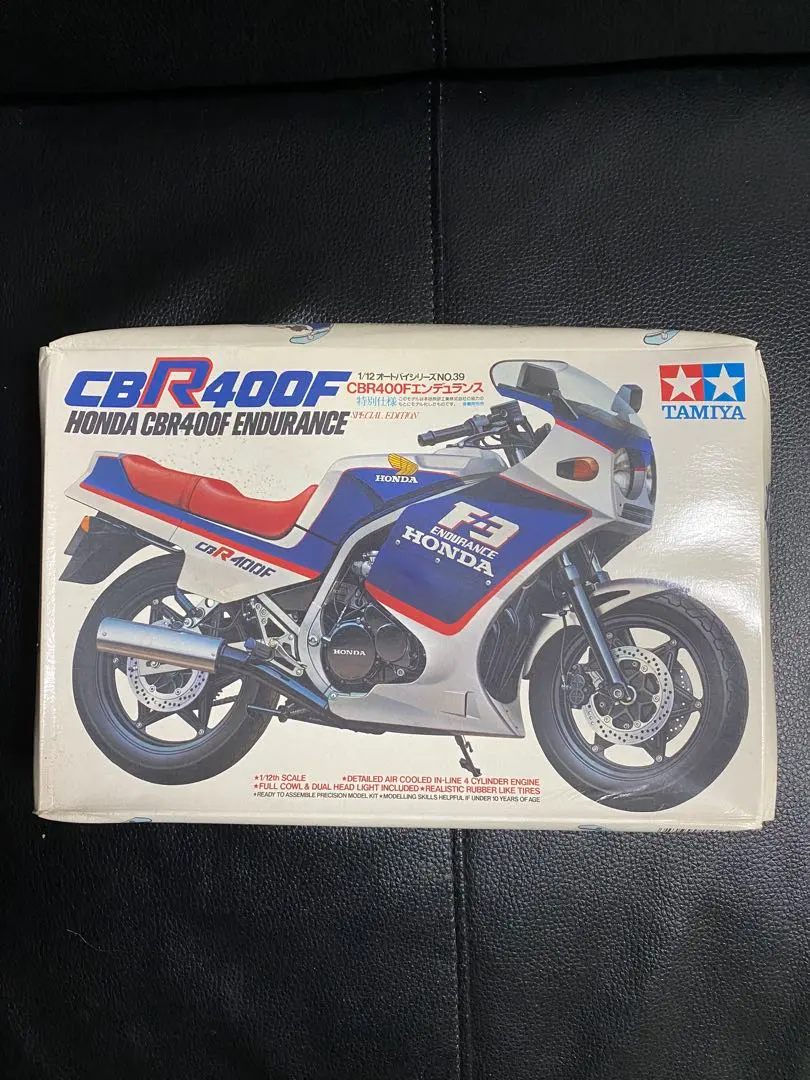 CBR400F
1/12 オートバイシリーズNO.39
CBR400Fエンデュランス
HONDA CBR400F ENDURANCE
特別仕様
SPECIAL EDITION
TAMIYA
HONDA
F-3
ENDURANCE
HONDA
CBR400F
HONDA
★1/12th SCALE ★DETAILED AIR COOLED IN-LINE 4 CYLINDER ENGINE
★FULL COWL & DUAL HEAD LIGHT INCLUDED ★REALISTIC RUBBER LIKE TIRES
★READY TO ASSEMBLE PRECISION MODEL KIT ★MODELLING SKILLS HELPFUL IF UNDER 10 YEARS OF AGE